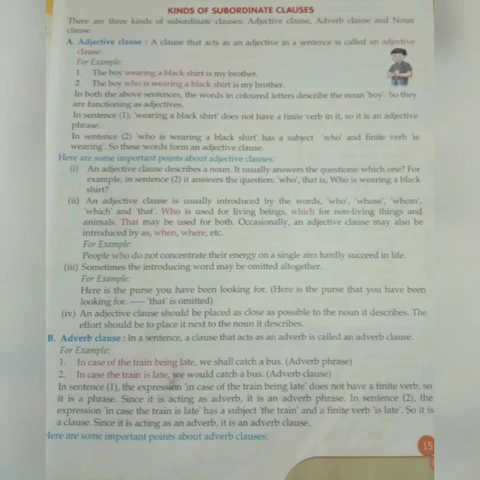 KINDS OF SUBORDINATE CLAUSES
There are three kinds of subordinate clauses: Adjective clause, Adverb clause and Noun
clause.
A. Adjective clause : A clause that acts as an adjective in a sentence is called an adjective
clause.
For Example:
1. The boy wearing a black shirt is my brother.
2. The boy who is wearing a black shirt is my brother.
In both the above sentences, the words in coloured letters describe the noun 'boy'. So they
are functioning as adjectives.
In sentence (1), 'wearing a black shirt' does not have a finite verb in it, so it is an adjective
phrase.
In sentence (2) 'who is wearing a black shirt' has a subject 'who' and finite verb 'is
wearing'. So these words form an adjective clause.
Here are some important points about adjective clauses:
(i) An adjective clause describes a noun. It usually answers the questions: which one? For
example, in sentence (2) it answers the question: 'who', that is, Who is wearing a black
shirt?
(ii) An adjective clause is usually introduced by the words, 'who', 'whose', 'whom',
'which' and 'that'. Who is used for living beings, which for non-living things and
animals. That may be used for both. Occasionally, an adjective clause may also be
introduced by as, when, where, etc.
For Example:
People who do not concentrate their energy on a single aim hardly succeed in life.
(iii) Sometimes the introducing word may be omitted altogether.
For Example:
Here is the purse you have been looking for. (Here is the purse that you have been
looking for. — 'that' is omitted)
(iv) An adjective clause should be placed as close as possible to the noun it describes. The
effort should be to place it next to the noun it describes.
B. Adverb clause : In a sentence, a clause that acts as an adverb is called an adverb clause.
For Example:
1. In case of the train being late, we shall catch a bus. (Adverb phrase)
2. In case the train is late, we would catch a bus. (Adverb clause)
In sentence (1), the expression 'in case of the train being late' does not have a finite verb, so
it is a phrase. Since it is acting as adverb, it is an adverb phrase. In sentence (2), the
expression 'in case the train is late' has a subject 'the train' and a finite verb 'is late'. So it is
a clause. Since it is acting as an adverb, it is an adverb clause.
Here are some important points about adverb clauses:
15